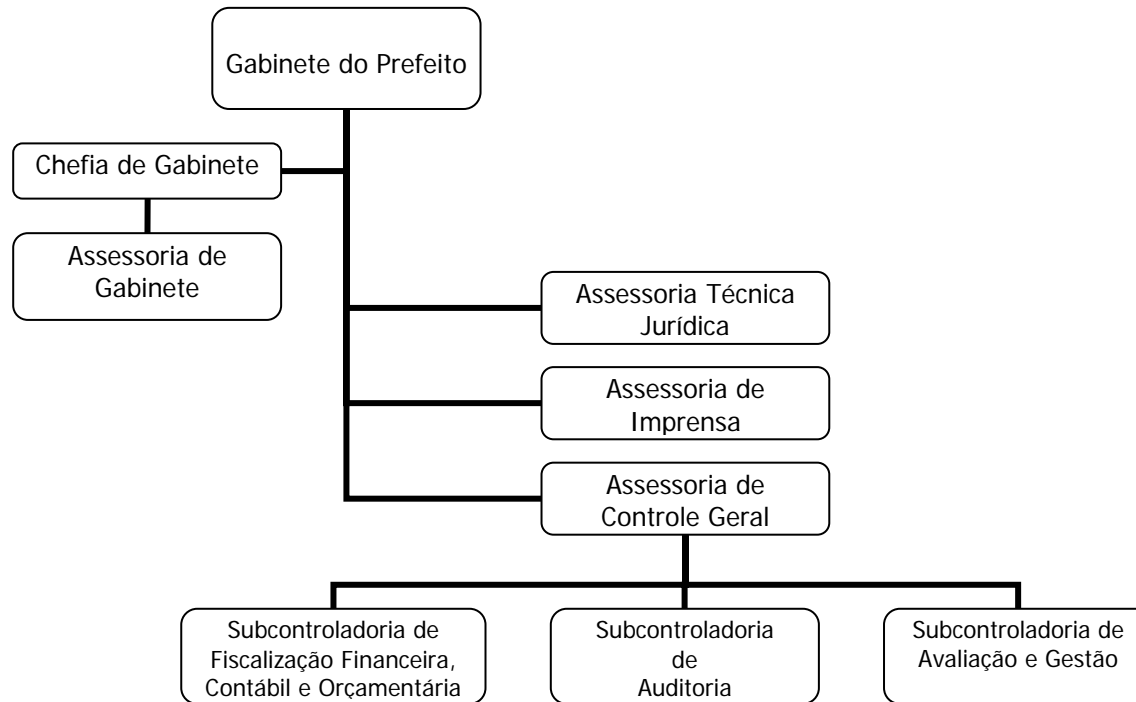 Gabinete do Prefeito
Chefia de Gabinete
Assessoria de
Gabinete
Assessoria Técnica
Jurídica
Assessoria de
Imprensa
Assessoria de
Controle Geral
Subcontroladoria de
Fiscalização Financeira,
Contábil e Orçamentária
Subcontroladoria
de
Auditoria
Subcontroladoria de
Avaliação e Gestão